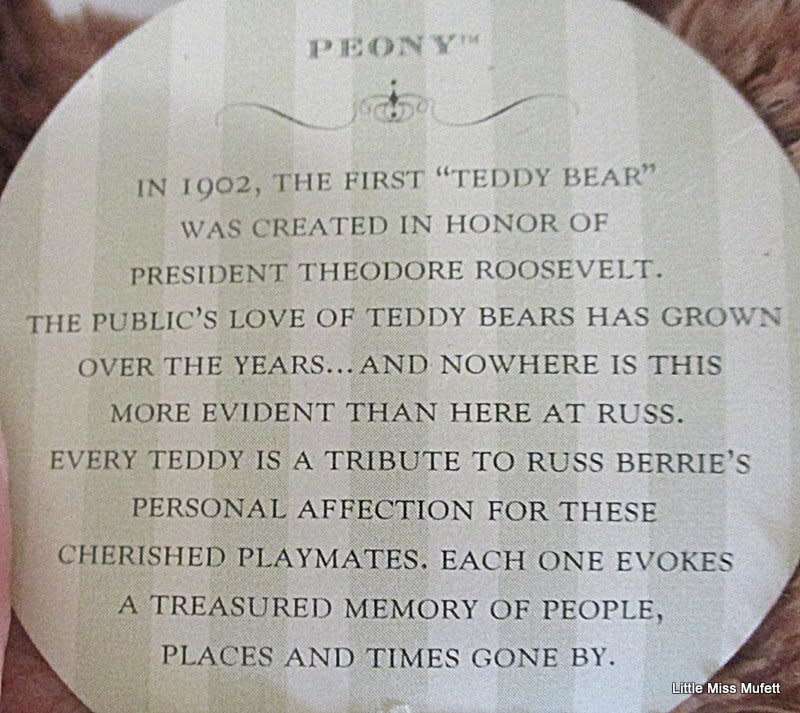 PEONY™
IN 1902, THE FIRST “TEDDY BEAR”
WAS CREATED IN HONOR OF
PRESIDENT THEODORE ROOSEVELT.
THE PUBLIC’S LOVE OF TEDDY BEARS HAS GROWN
OVER THE YEARS...AND NOWHERE IS THIS
MORE EVIDENT THAN HERE AT RUSS.
EVERY TEDDY IS A TRIBUTE TO RUSS BERRIE’S
PERSONAL AFFECTION FOR THESE
CHERISHED PLAYMATES. EACH ONE EVOKES
A TREASURED MEMORY OF PEOPLE,
PLACES AND TIMES GONE BY.
Little Miss Mufett